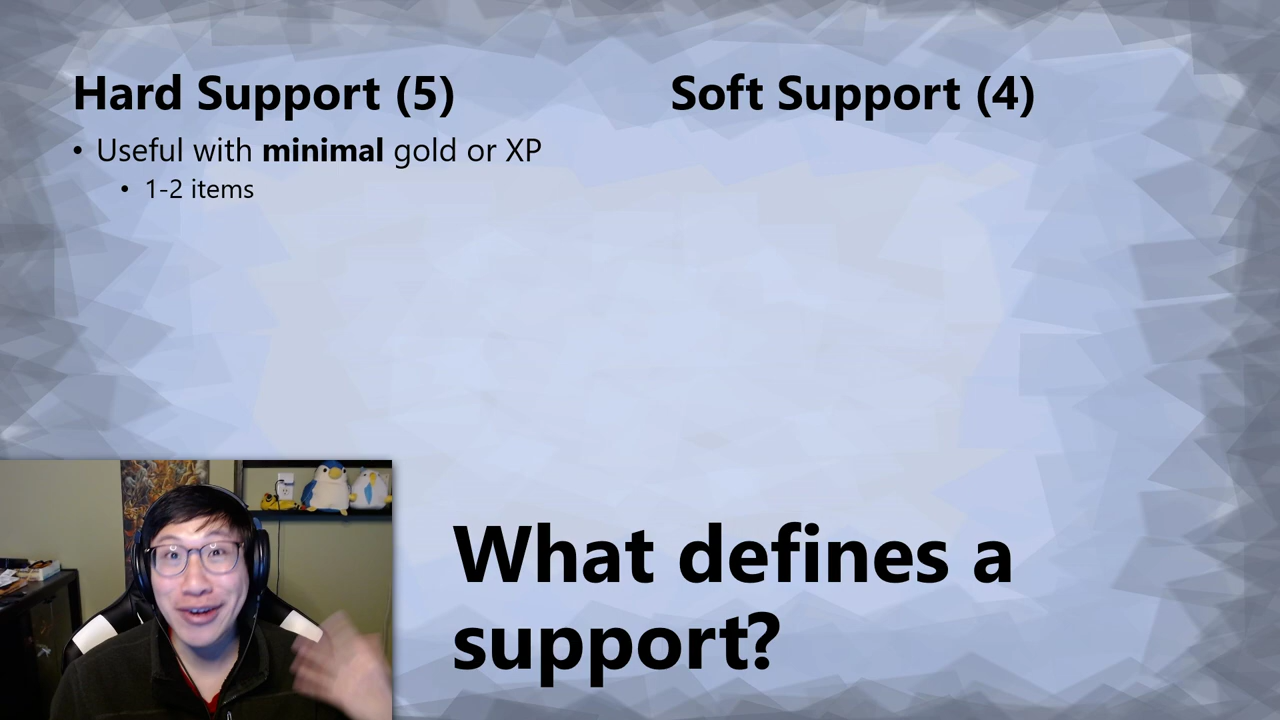 Hard Support (5)
• Useful with minimal gold or XP
• 1-2 items
Soft Support (4)
What defines a
support?